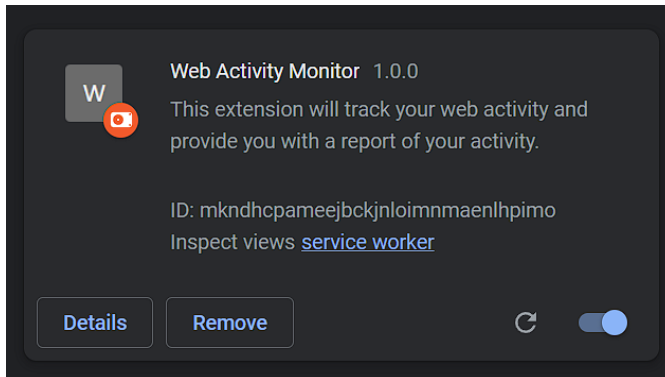 W
Web Activity Monitor 1.0.0
This extension will track your web activity and
provide you with a report of your activity.
ID: mkndhcpameejbckjnloimnmaenlhpimo
Inspect views service worker
Details Remove